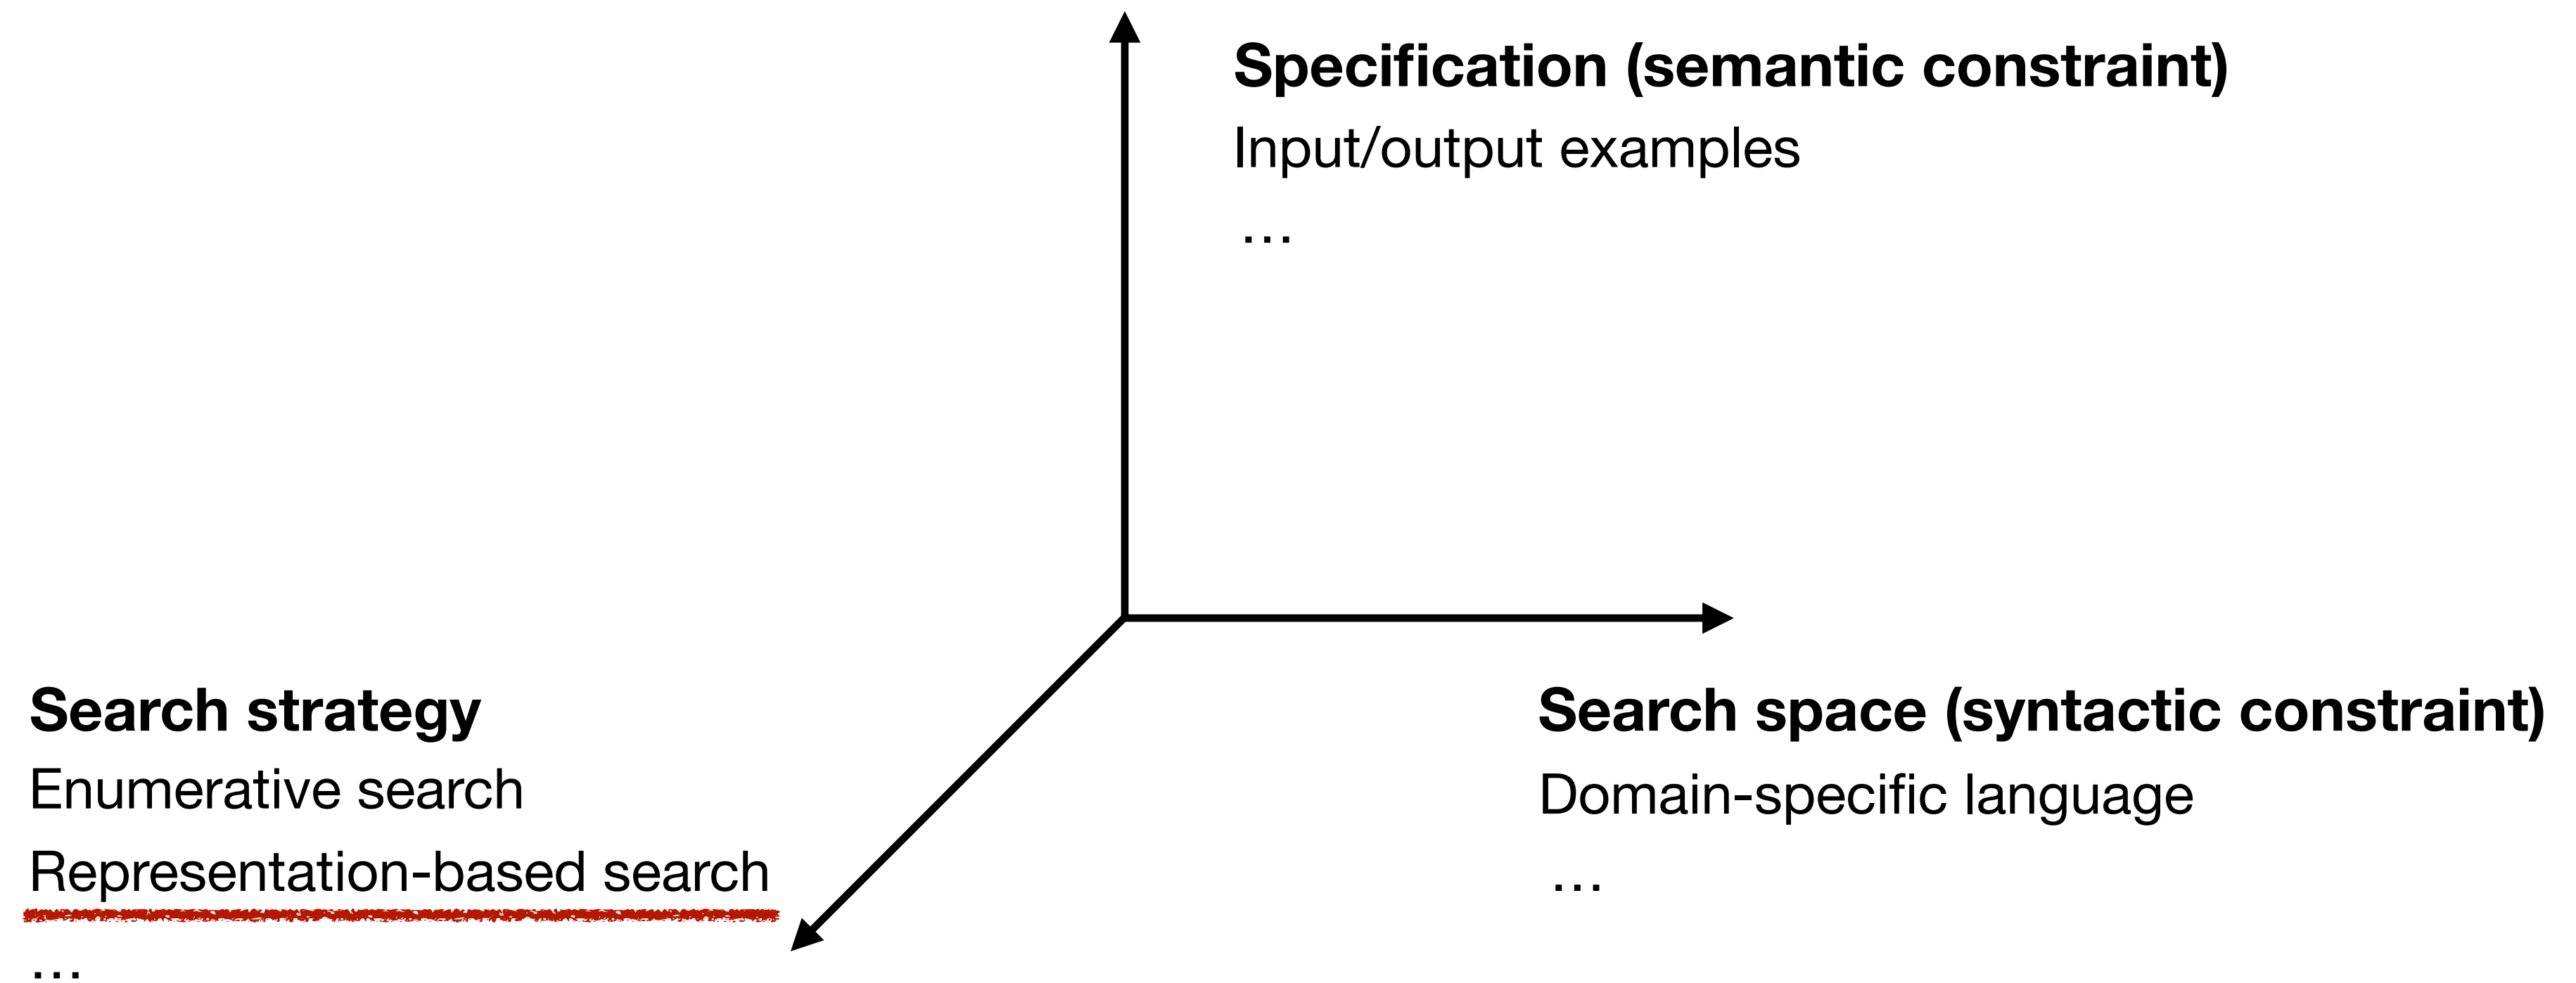 Specification (semantic constraint)
Input/output examples
…
Search strategy
Enumerative search
Representation-based search
…
Search space (syntactic constraint)
Domain-specific language
…